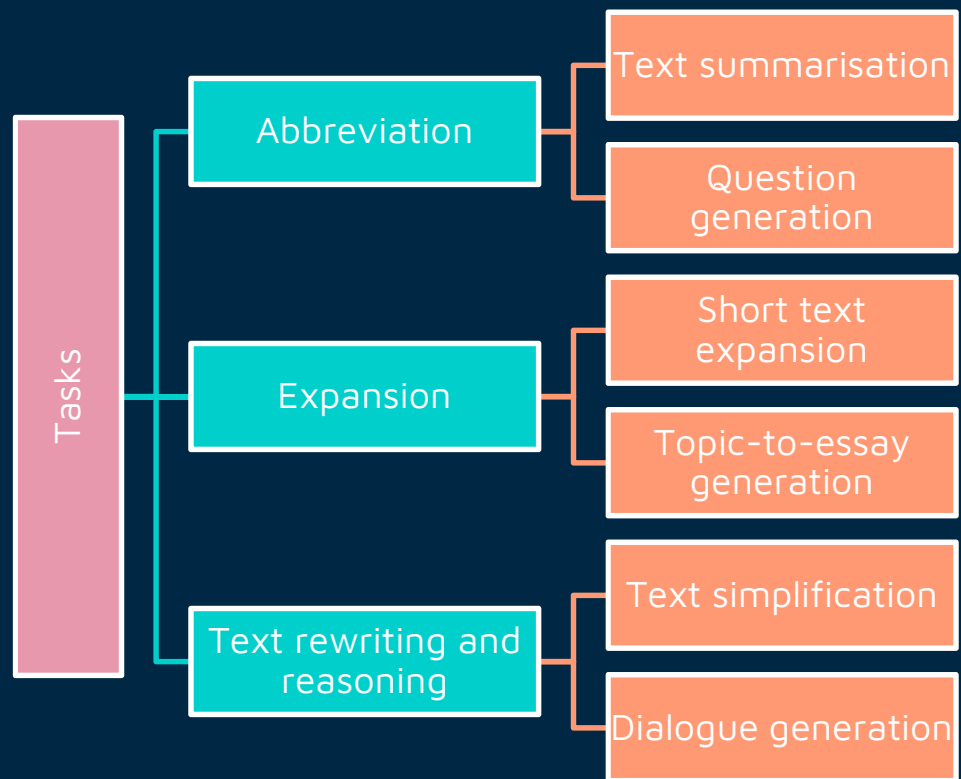 Tasks
Abbreviation
Text summarisation
Question
generation
Expansion
Short text
expansion
Topic-to-essay
generation
Text rewriting and
reasoning
Text simplification
Dialogue generation